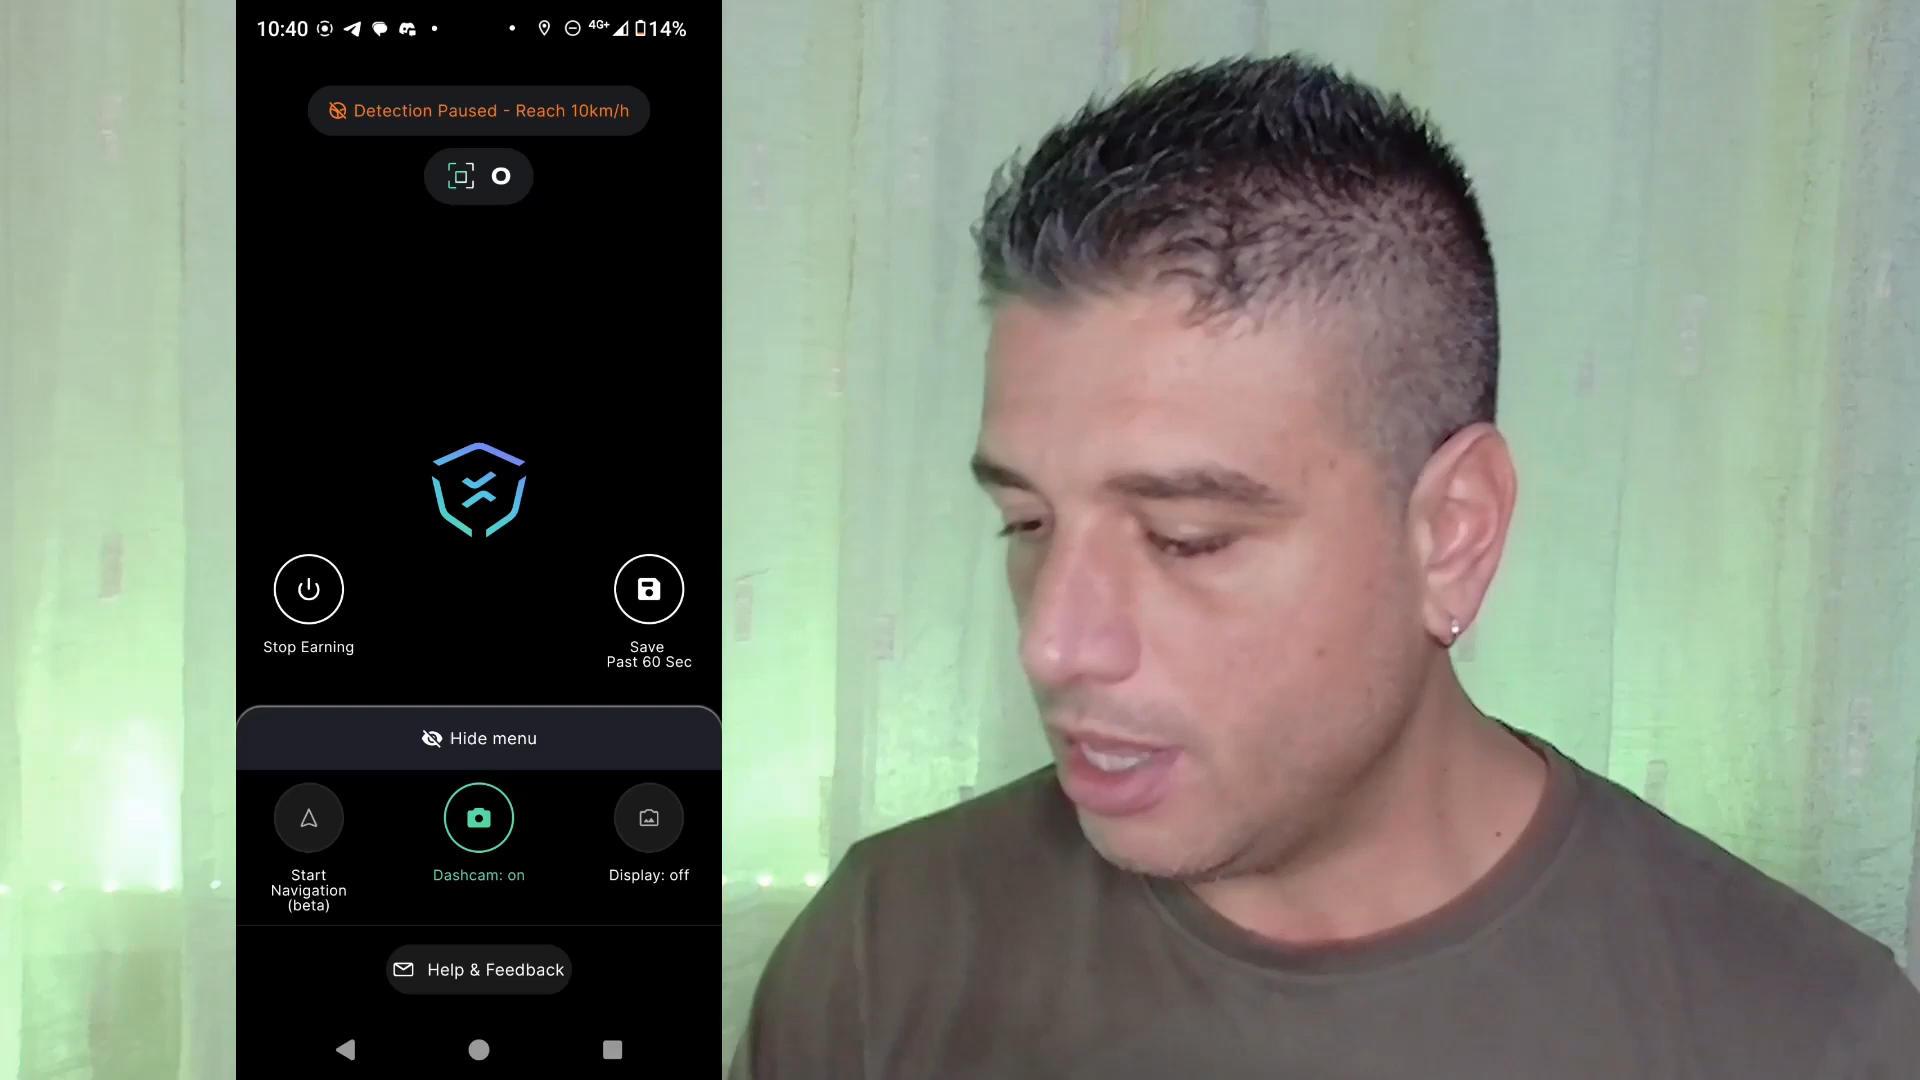 10:40 4G+ 14%
Detection Paused - Reach 10km/h
0
Stop Earning
Save
Past 60 Sec
Hide menu
Start
Navigation
(beta)
Dashcam: on
Display: off
Help & Feedback